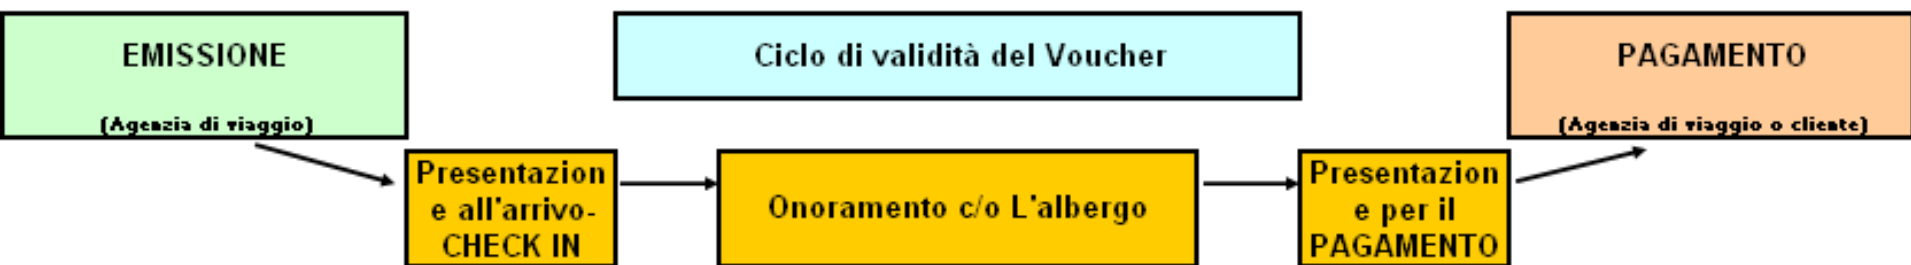 EMISSIONE
(Agenzia di viaggio)
Ciclo di validità del Voucher
PAGAMENTO
(Agenzia di viaggio o cliente)
Presentazion
e all'arrivo-
CHECK IN
Onoramento c/o L'albergo
Presentazion
e per il
PAGAMENTO